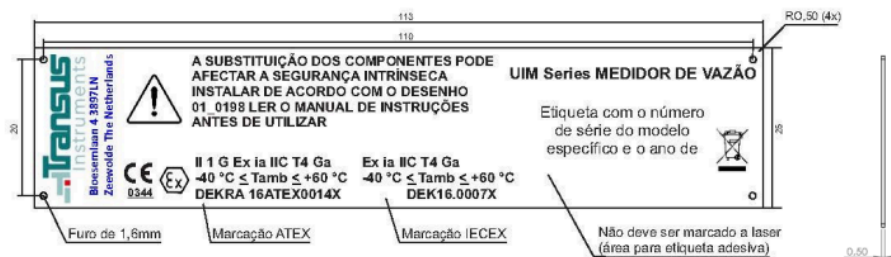 113
110
RO,50 (4x)
20
25
Transus
Instruments
Bloesemlaan 4 3897LN
Zeewolde The Netherlands
A SUBSTITUIÇÃO DOS COMPONENTES PODE
AFECTAR A SEGURANÇA INTRÍNSECA
INSTALAR DE ACORDO COM O DESENHO
01_0198 LER O MANUAL DE INSTRUÇÕES
ANTES DE UTILIZAR
UIM Series MEDIDOR DE VAZÃO
Etiqueta com o número
de série do modelo
específico e o ano de
CE
0344
Ex
II 1 G Ex ia IIC T4 Ga
-40 °C ≤ Tamb ≤ +60 °C
DEKRA 16ATEX0014X
Ex ia IIC T4 Ga
-40 °C ≤ Tamb ≤ +60 °C
DEK16.0007X
Furo de 1,6mm
Marcação ATEX
Marcação IECEX
Não deve ser marcado a laser
(área para etiqueta adesiva)
0.50